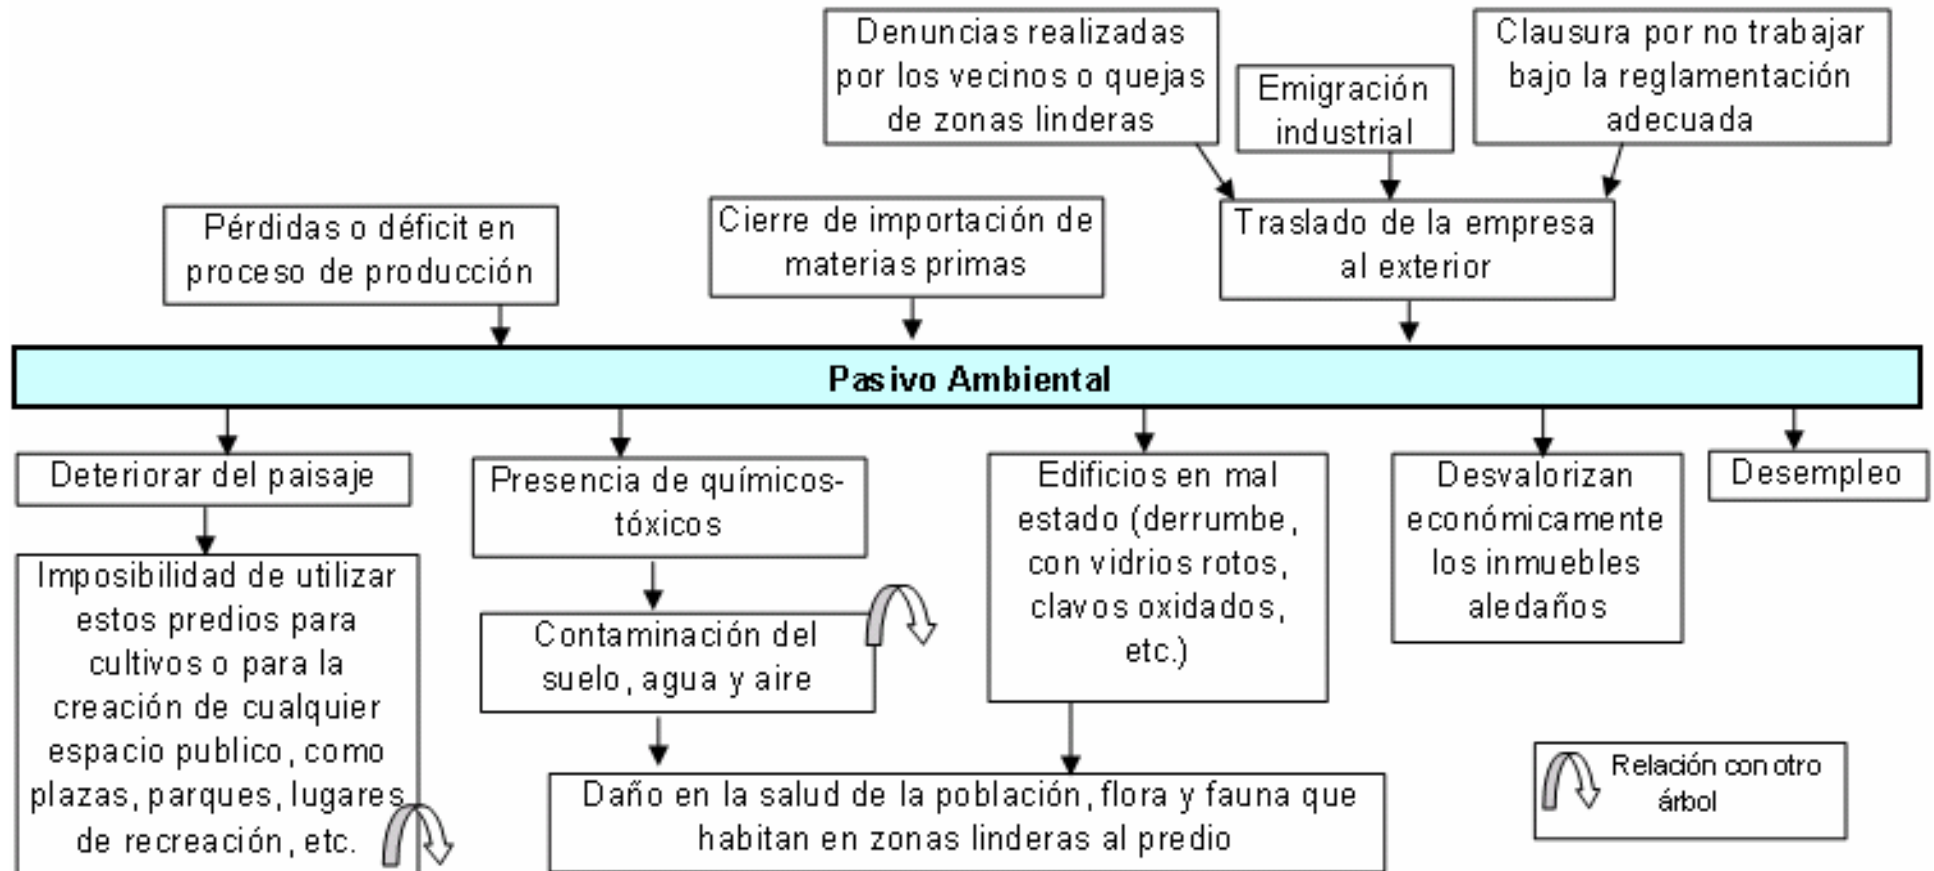 Denuncias realizadas
por los vecinos o quejas
de zonas linderas
Emigración
industrial
Clausura por no trabajar
bajo la reglamentación
adecuada
Pérdidas o déficit en
proceso de producción
Cierre de importación de
materias primas
Traslado de la empresa
al exterior
Pasivo Ambiental
Deteriorar del paisaje
Presencia de químicos-
tóxicos
Edificios en mal
estado (derrumbe,
con vidrios rotos,
clavos oxidados,
etc.)
Desvalorizan
económicamente
los inmuebles
aledaños
Desempleo
Imposibilidad de utilizar
estos predios para
cultivos o para la
creación de cualquier
espacio publico, como
plazas, parques, lugares
de recreación, etc.
Contaminación del
suelo, agua y aire
Daño en la salud de la población, flora y fauna que
habitan en zonas linderas al predio
Relación con otro
árbol